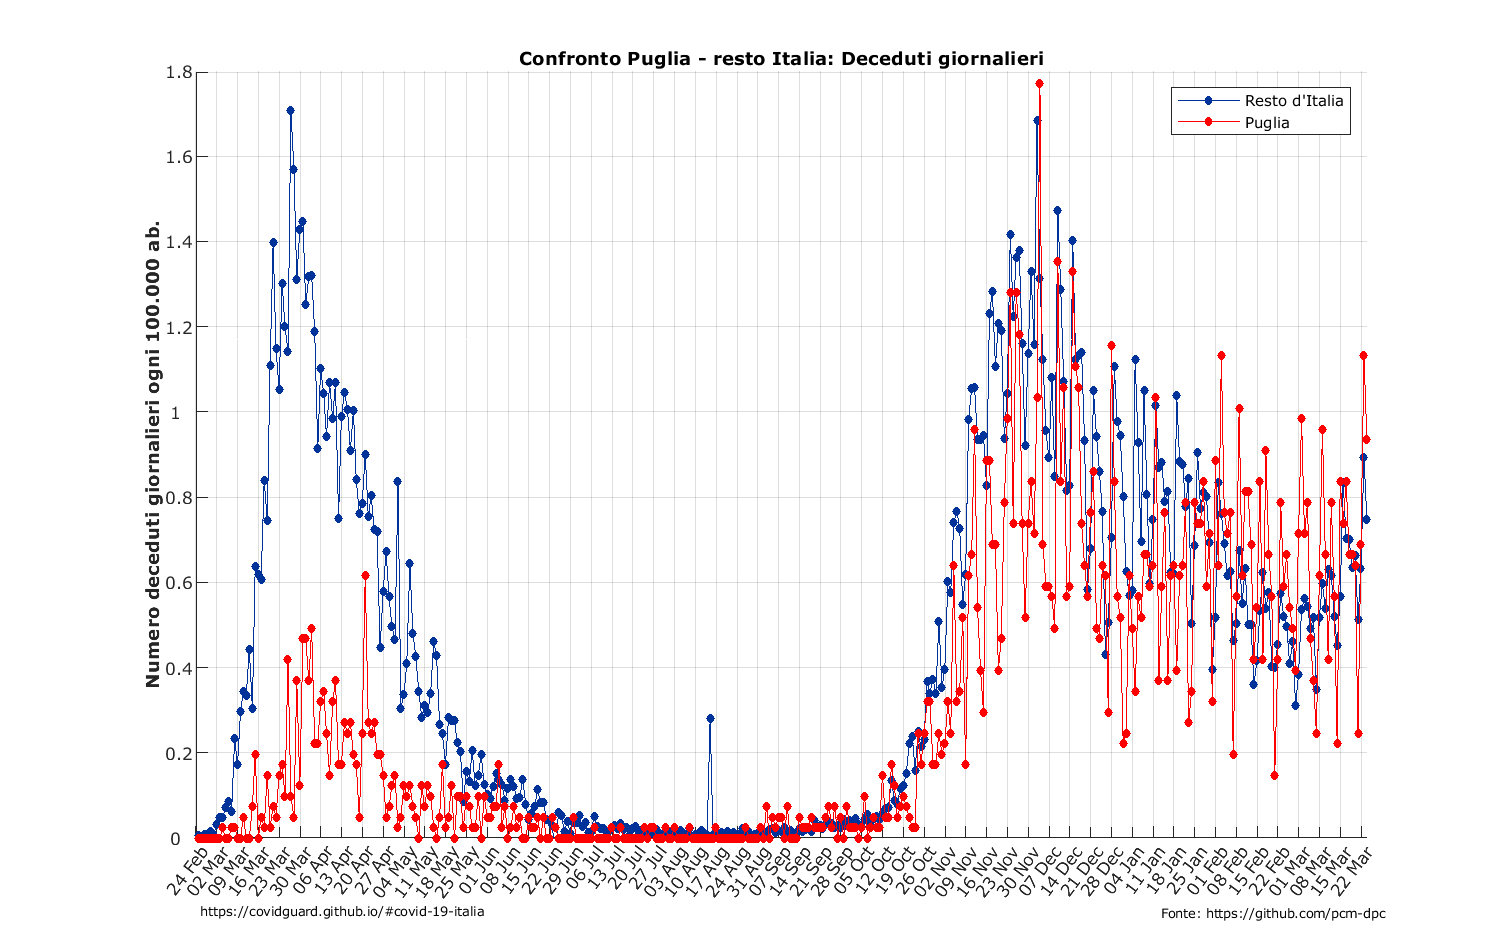 Confronto Puglia - resto Italia: Deceduti giornalieri
Numero deceduti giornalieri ogni 100.000 ab.
1.8
1.6
1.4
1.2
1
0.8
0.6
0.4
0.2
0
Resto d'Italia
Puglia
24 Feb
02 Mar
09 Mar
16 Mar
23 Mar
30 Mar
06 Apr
13 Apr
20 Apr
27 Apr
04 May
11 May
18 May
25 May
01 Jun
08 Jun
15 Jun
22 Jun
29 Jun
06 Jul
13 Jul
20 Jul
27 Jul
03 Aug
10 Aug
17 Aug
24 Aug
31 Aug
07 Sep
14 Sep
21 Sep
28 Sep
05 Oct
12 Oct
19 Oct
26 Oct
02 Nov
09 Nov
16 Nov
23 Nov
30 Nov
07 Dec
14 Dec
21 Dec
28 Dec
04 Jan
11 Jan
18 Jan
25 Jan
01 Feb
08 Feb
15 Feb
22 Feb
01 Mar
08 Mar
15 Mar
22 Mar
https://covidguard.github.io/#covid-19-italia
Fonte: https://github.com/pcm-dpc